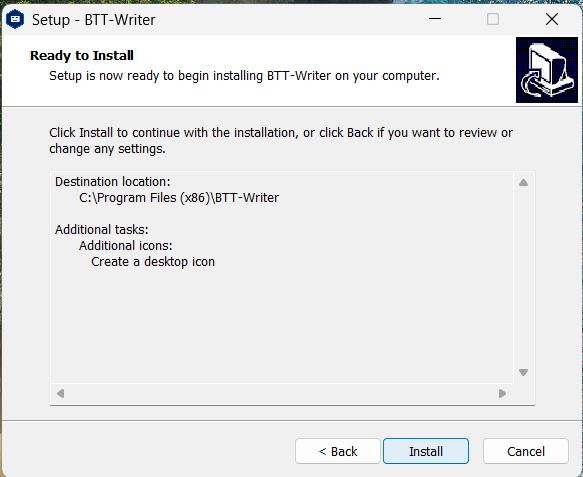 Setup - BTT-Writer
Ready to Install
Setup is now ready to begin installing BTT-Writer on your computer.
Click Install to continue with the installation, or click Back if you want to review or
change any settings.
Destination location:
C:\Program Files (x86)\BTT-Writer
Additional tasks:
Additional icons:
Create a desktop icon
< Back
Install
Cancel